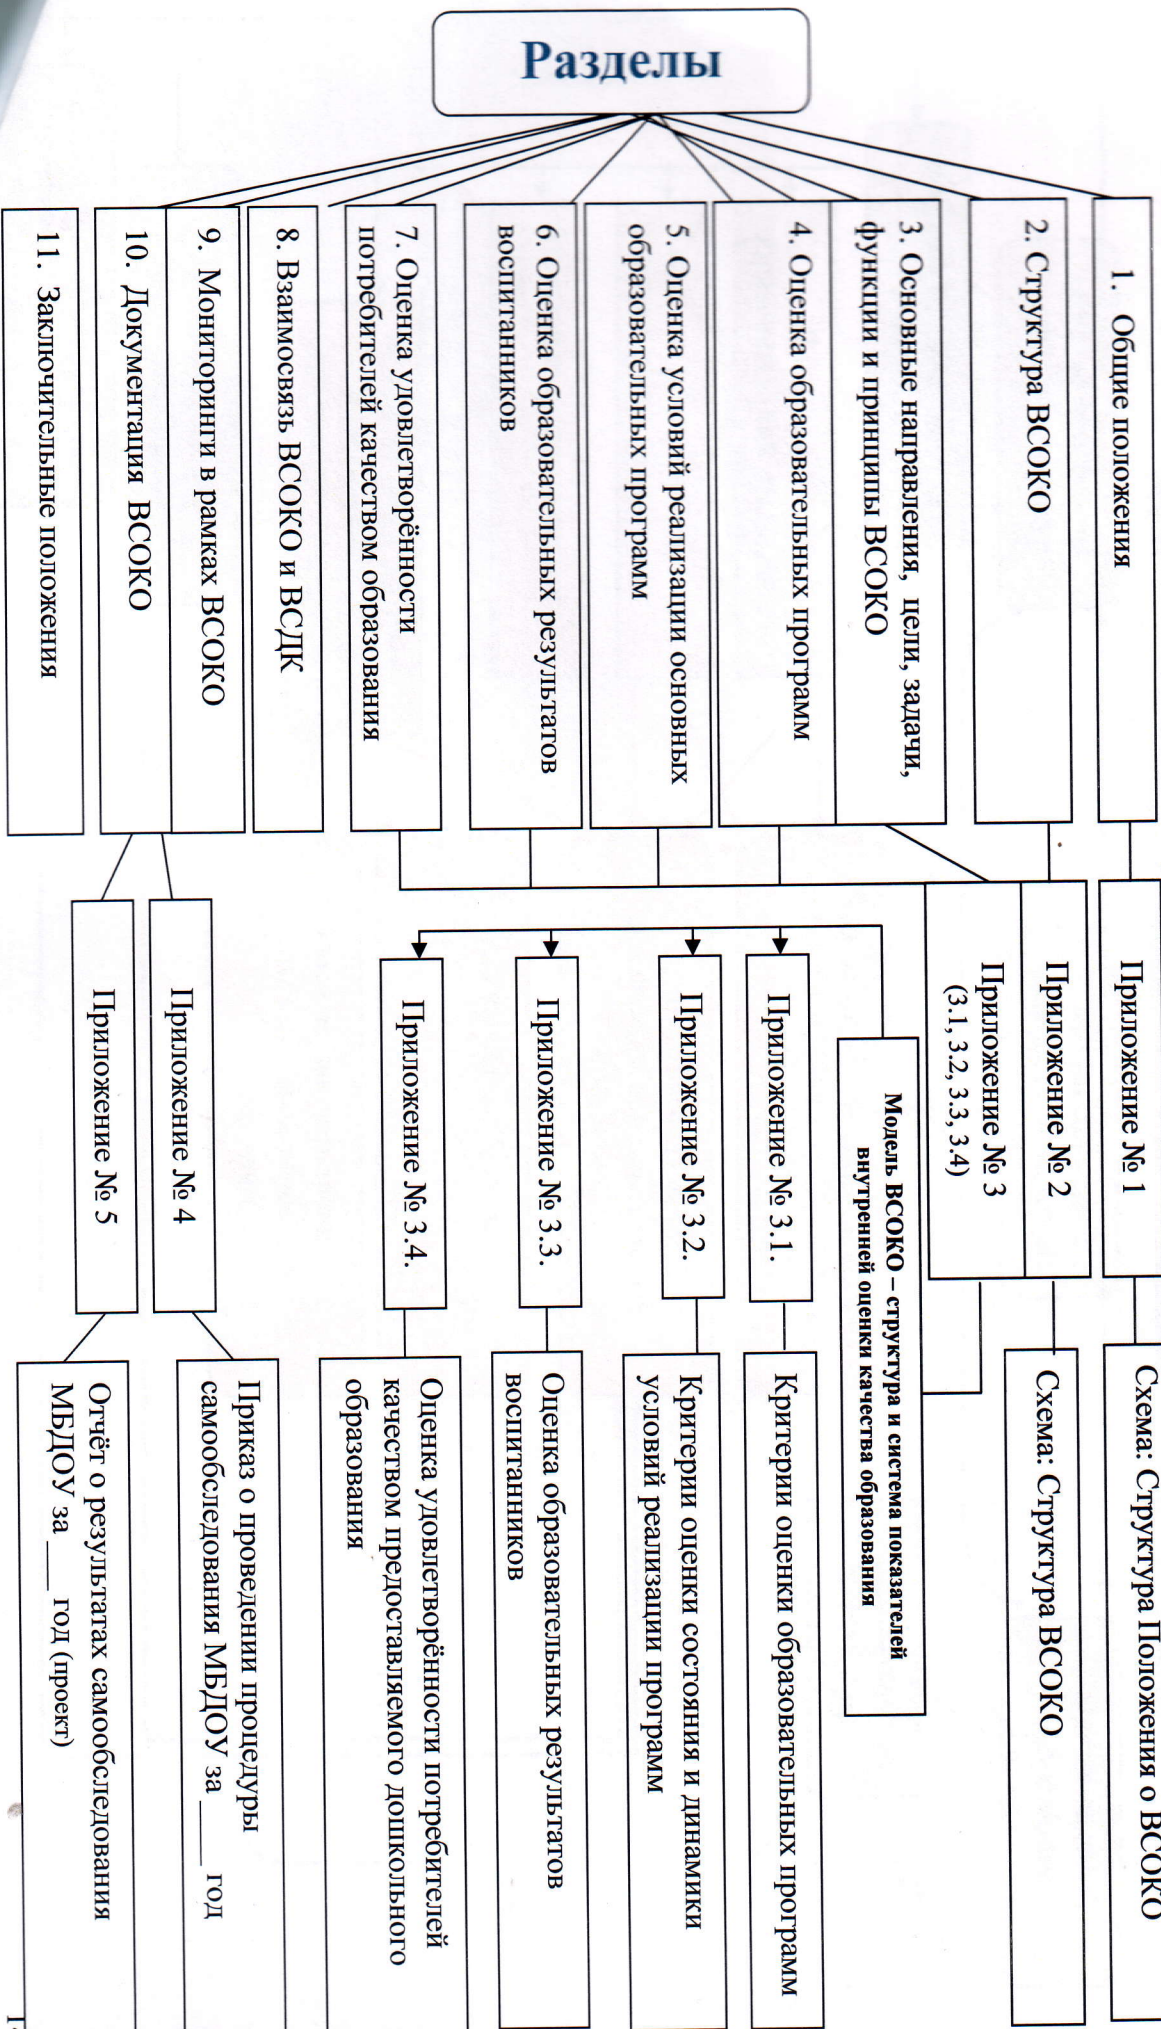 Разделы
1. Общие положения
2. Структура ВСОКО
3. Основные направления, цели, задачи,
функции и принципы ВСОКО
4. Оценка образовательных программ
5. Оценка условий реализации основных
образовательных программ
6. Оценка образовательных результатов
воспитанников
7. Оценка удовлетворённости
потребителей качеством образования
8. Взаимосвязь ВСОКО и ВСДК
9. Мониторинги в рамках ВСОКО
10. Документация ВСОКО
11. Заключительные положения
Приложение № 1
Приложение № 2
Приложение № 3
(3.1, 3.2, 3.3, 3.4)
Модель ВСОКО – структура и система показателей
внутренней оценки качества образования
Приложение № 3.1.
Приложение № 3.2.
Приложение № 3.3.
Приложение № 3.4.
Приложение № 4
Приложение № 5
Схема: Структура Положения о ВСОКО
Схема: Структура ВСОКО
Критерии оценки образовательных программ
Критерии оценки состояния и динамики
условий реализации программ
Оценка образовательных результатов
воспитанников
Оценка удовлетворённости потребителей
качеством предоставляемого дошкольного
образования
Приказ о проведении процедуры
самообследования МБДОУ за ____ год
Отчёт о результатах самообследования
МБДОУ за ___ год (проект)